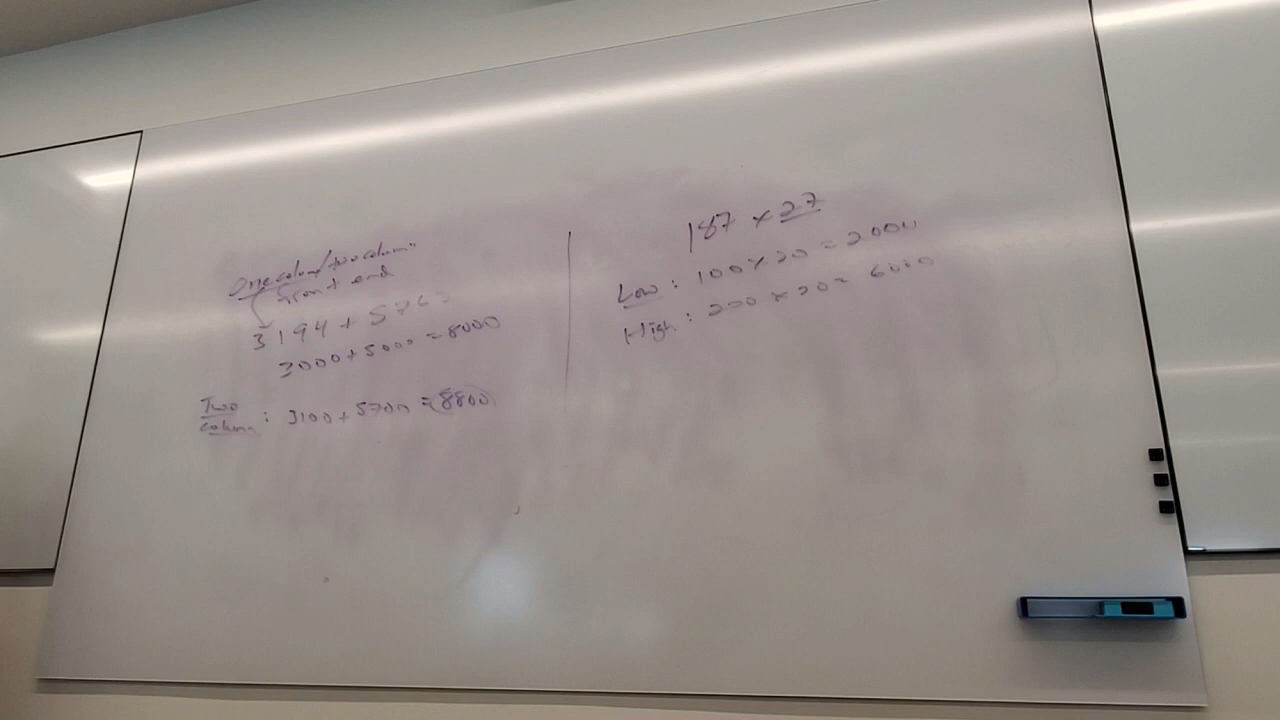 One column/two column
front end
3194 + 576
3000 + 5000 = 8000
Two
column : 3100 + 5700 = 8800
187 × 27
Low : 100 × 20 = 2000
High : 200 × 30 = 6000